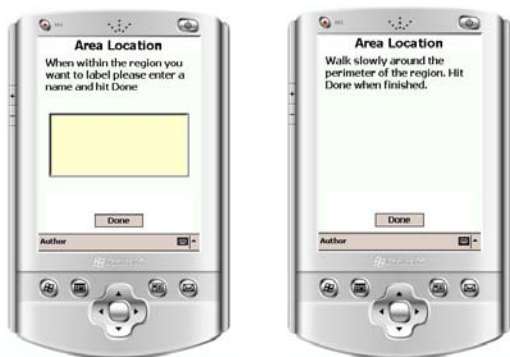 Area Location
When within the region you
want to label please enter a
name and hit Done
Done
Author
Area Location
Walk slowly around the
perimeter of the region. Hit
Done when finished.
Done
Author